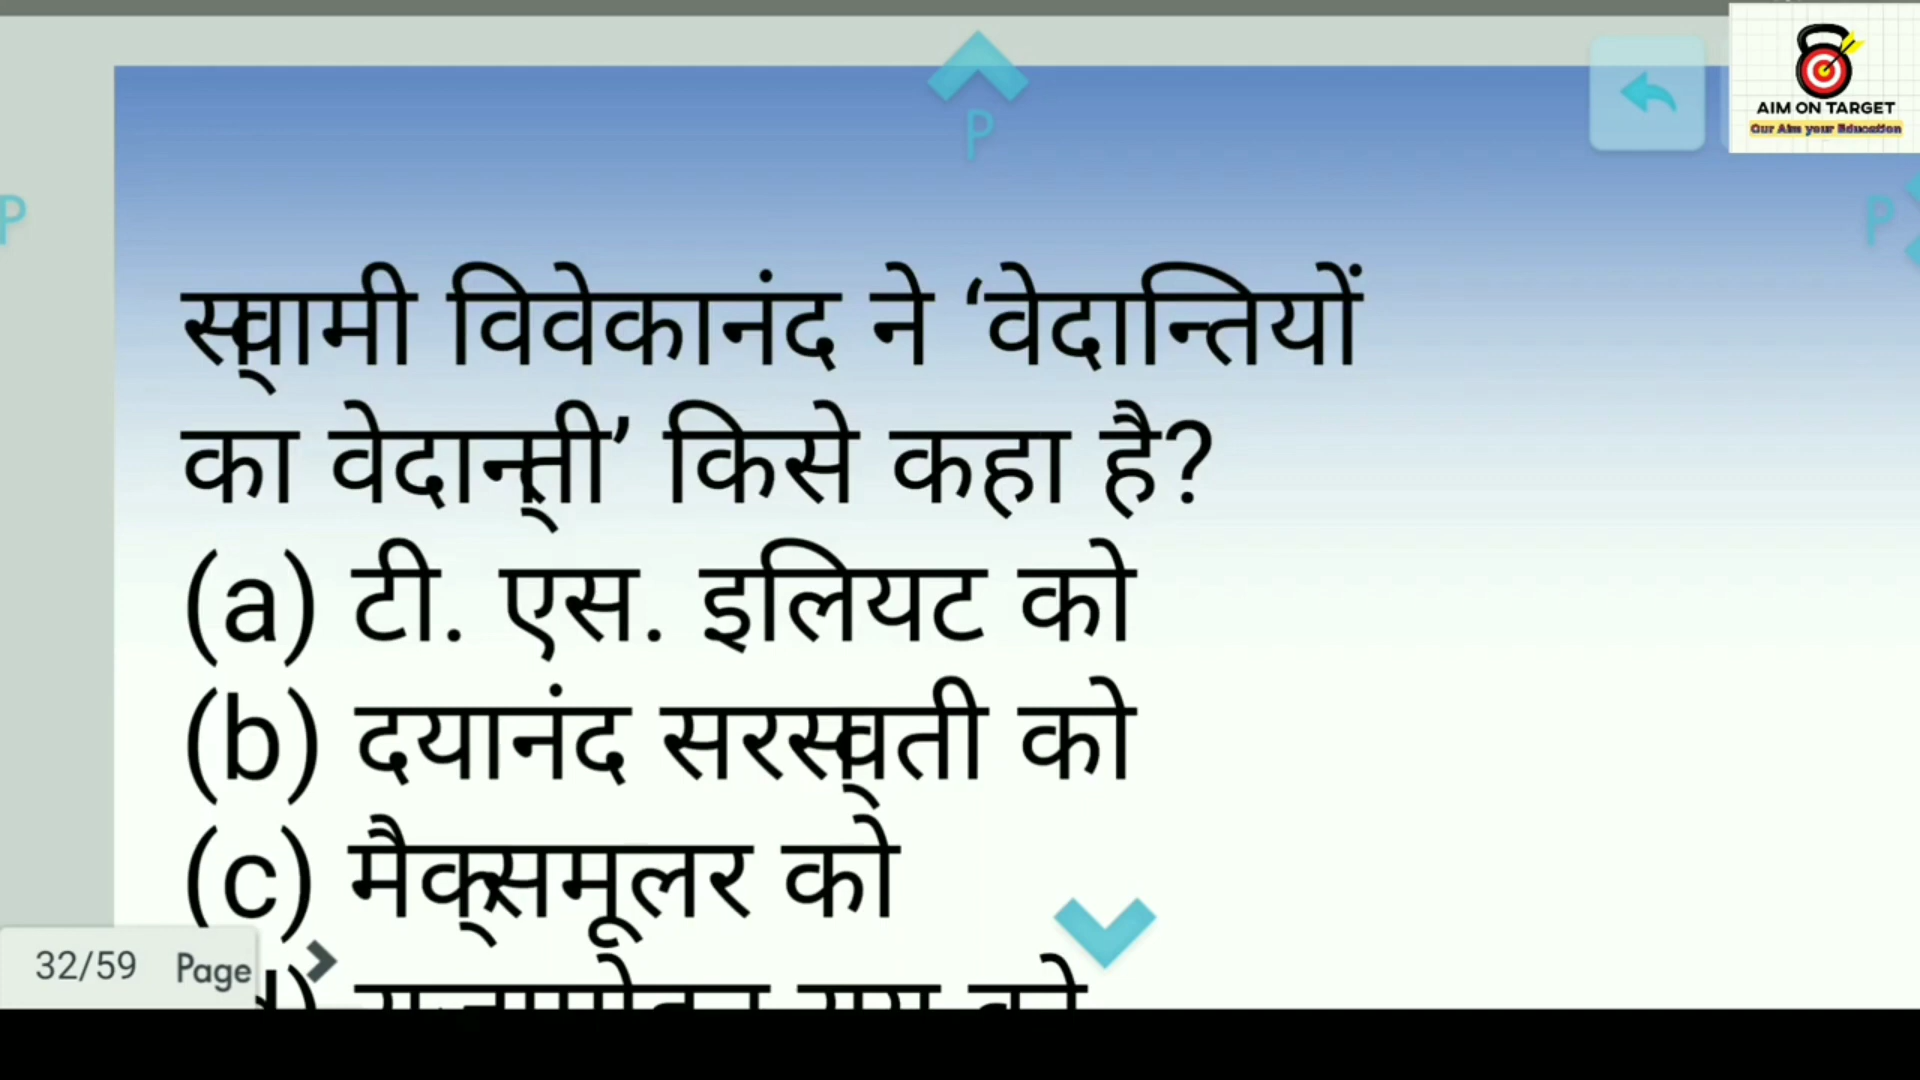 AIM ON TARGET
Our Aim your Education
P
P
P
स्वामी विवेकानंद ने ‘वेदान्तियों
का वेदान्ती’ किसे कहा है?
(a) टी. एस. इलियट को
(b) दयानंद सरस्वती को
(c) मैक्समूलर को
32/59 Page